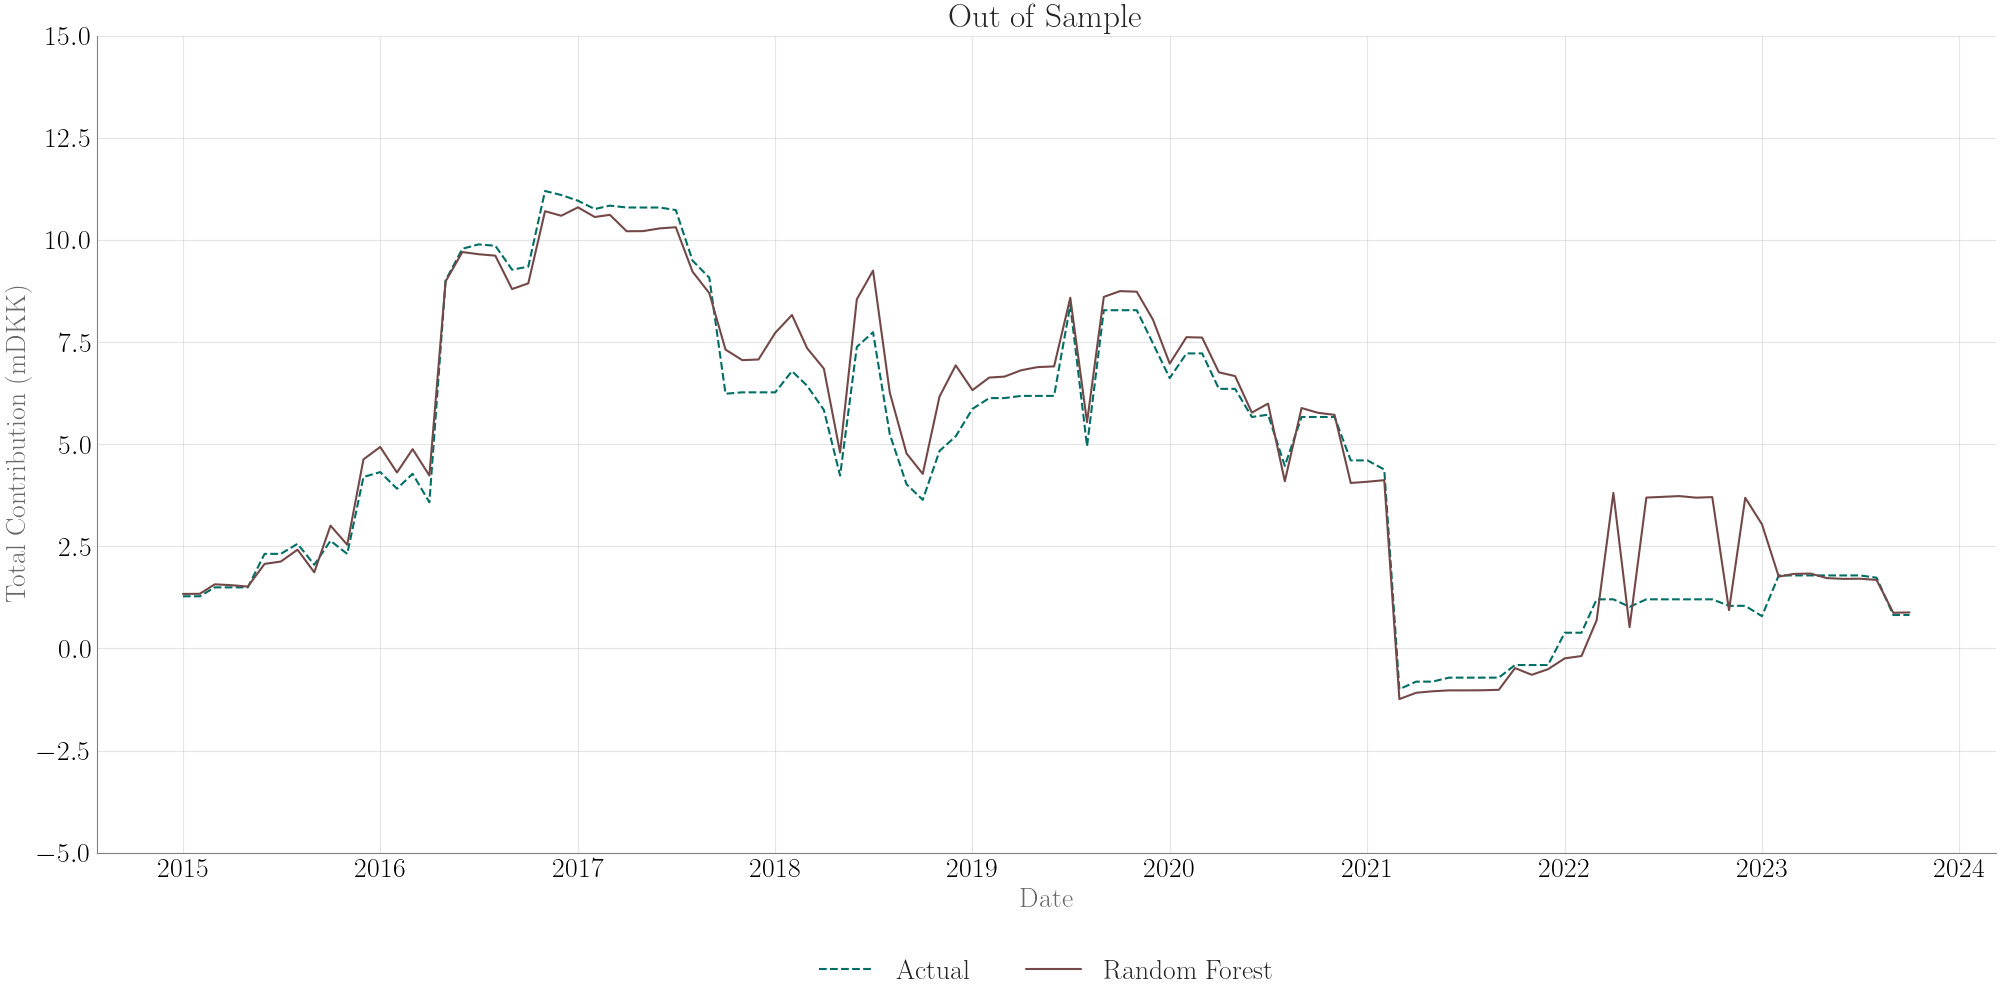 Out of Sample
15.0
12.5
10.0
7.5
5.0
2.5
0.0
−2.5
−5.0
Total Contribution (mDKK)
2015 2016 2017 2018 2019 2020 2021 2022 2023 2024
Date
Actual Random Forest